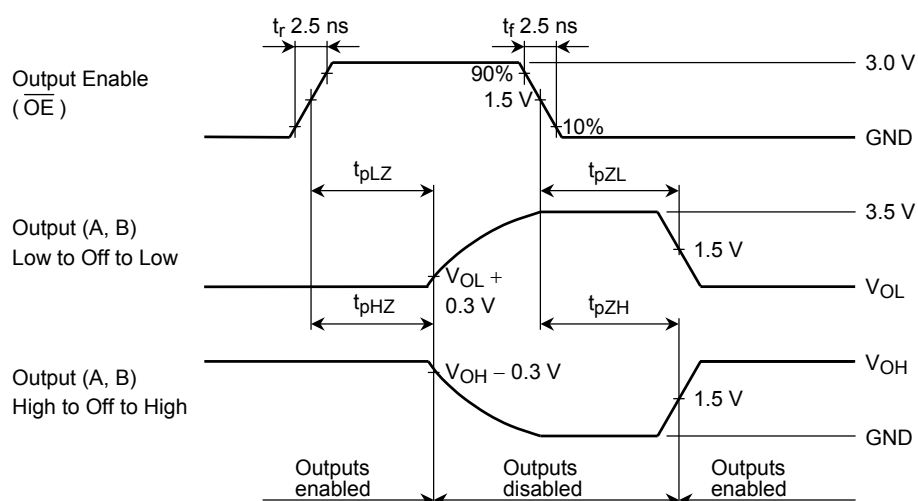 tr 2.5 ns
tf 2.5 ns
Output Enable
( OE )
90%
1.5 V
10%
3.0 V
GND
tpLZ
tpZL
Output (A, B)
Low to Off to Low
3.5 V
1.5 V
VOL +
0.3 V
VOL
tpHZ
tpZH
Output (A, B)
High to Off to High
VOH – 0.3 V
VOH
1.5 V
GND
Outputs
enabled
Outputs
disabled
Outputs
enabled